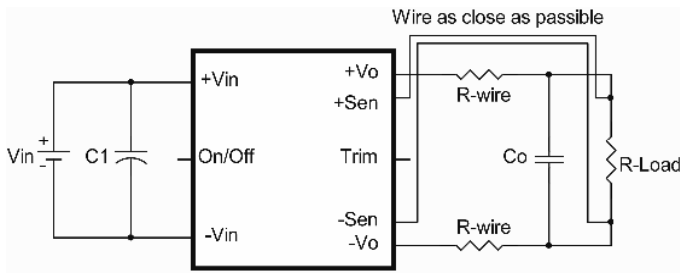 Wire as close as passible
+Vin
+Vo
+Sen
R-wire
+
Vin
-
C1
On/Off
Trim
Co
R-Load
-Sen
-Vin
-Vo
R-wire